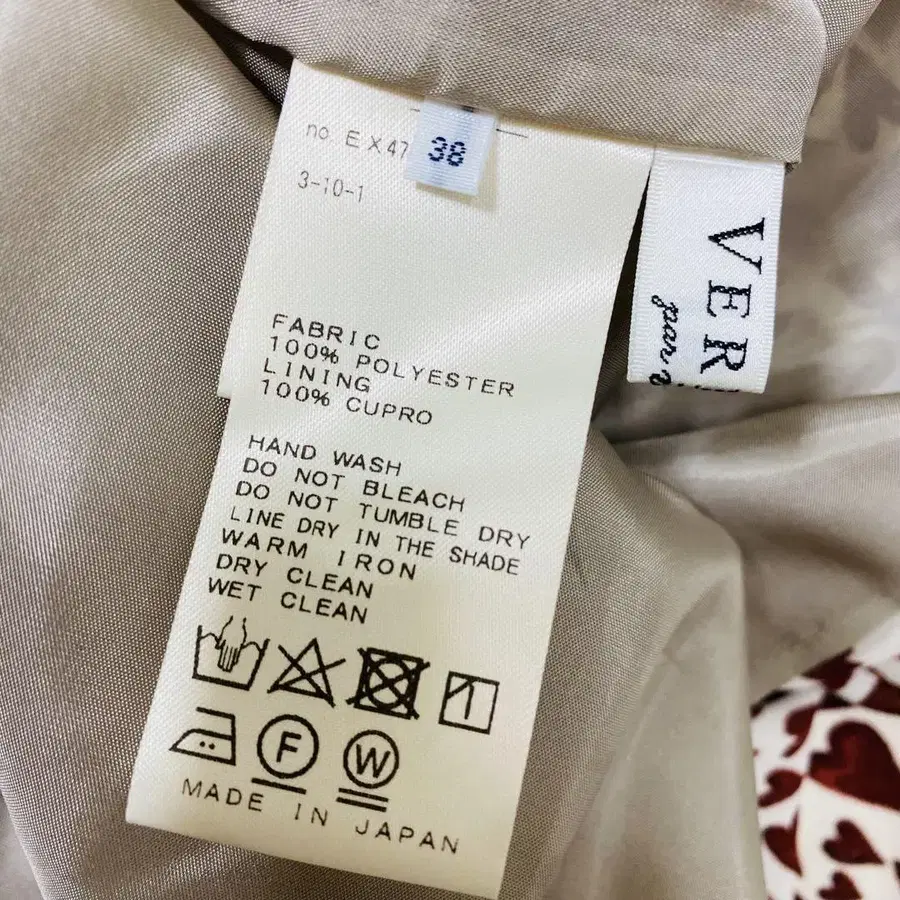 no EX47
38
3-10-1
FABRIC
100% POLYESTER
LINING
100% CUPRO
HAND WASH
DO NOT BLEACH
DO NOT TUMBLE DRY
LINE DRY IN THE SHADE
WARM IRON
DRY CLEAN
WET CLEAN
F
W
MADE IN JAPAN
VER
par